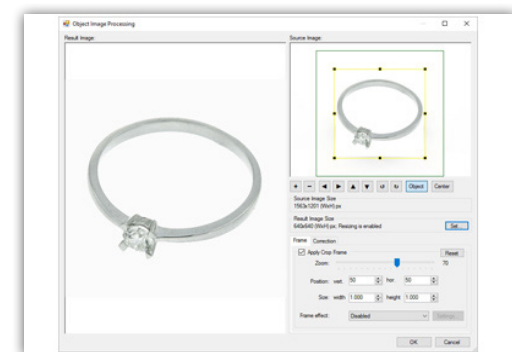 Object Image Processing
Result Image:
Source Image:
Object
Center
Source Image Size
1593x1201 (WxH) px
Result Image Size
640x640 (WxH) px; Resizing is enabled
Set...
Frame
Correction
Apply Crop Frame
Reset
Zoom:
70
Position: vert. 50 hor. 50
Size: width 1.000 height 1.000
Frame effect: Disabled
OK
Cancel